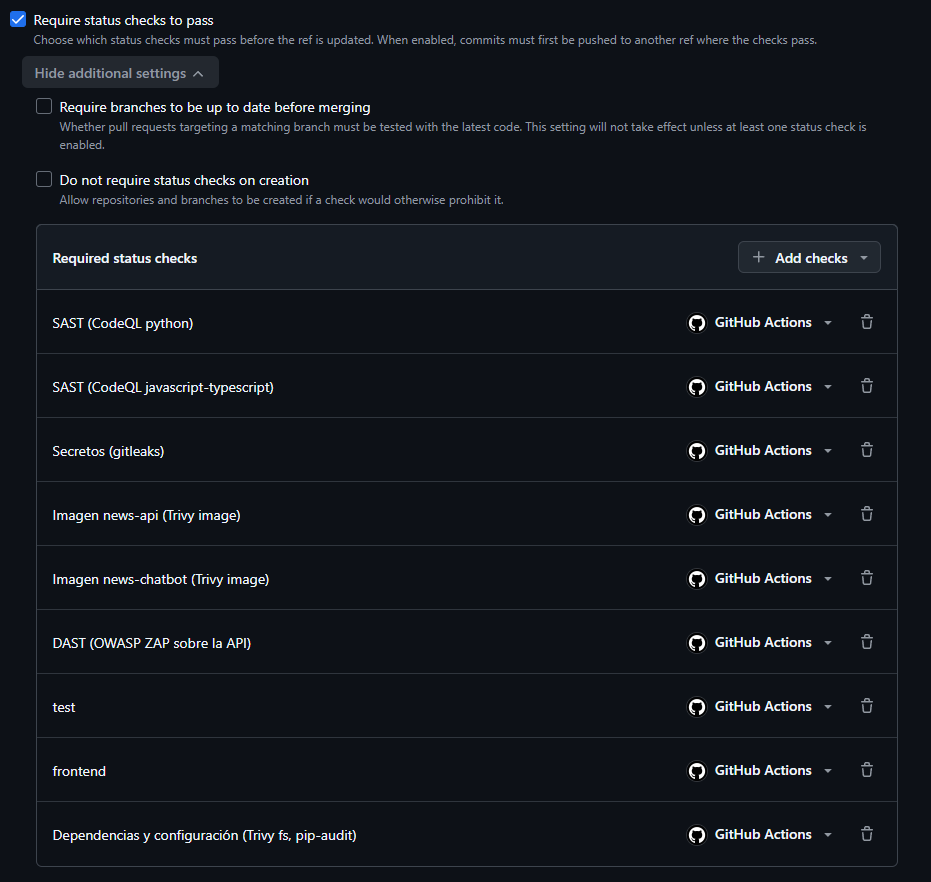 Require status checks to pass
Choose which status checks must pass before the ref is updated. When enabled, commits must first be pushed to another ref where the checks pass.
Hide additional settings
Require branches to be up to date before merging
Whether pull requests targeting a matching branch must be tested with the latest code. This setting will not take effect unless at least one status check is
enabled.
Do not require status checks on creation
Allow repositories and branches to be created if a check would otherwise prohibit it.
Required status checks
Add checks
SAST (CodeQL python)
GitHub Actions
SAST (CodeQL javascript-typescript)
GitHub Actions
Secretos (gitleaks)
GitHub Actions
Imagen news-api (Trivy image)
GitHub Actions
Imagen news-chatbot (Trivy image)
GitHub Actions
DAST (OWASP ZAP sobre la API)
GitHub Actions
test
GitHub Actions
frontend
GitHub Actions
Dependencias y configuración (Trivy fs, pip-audit)
GitHub Actions